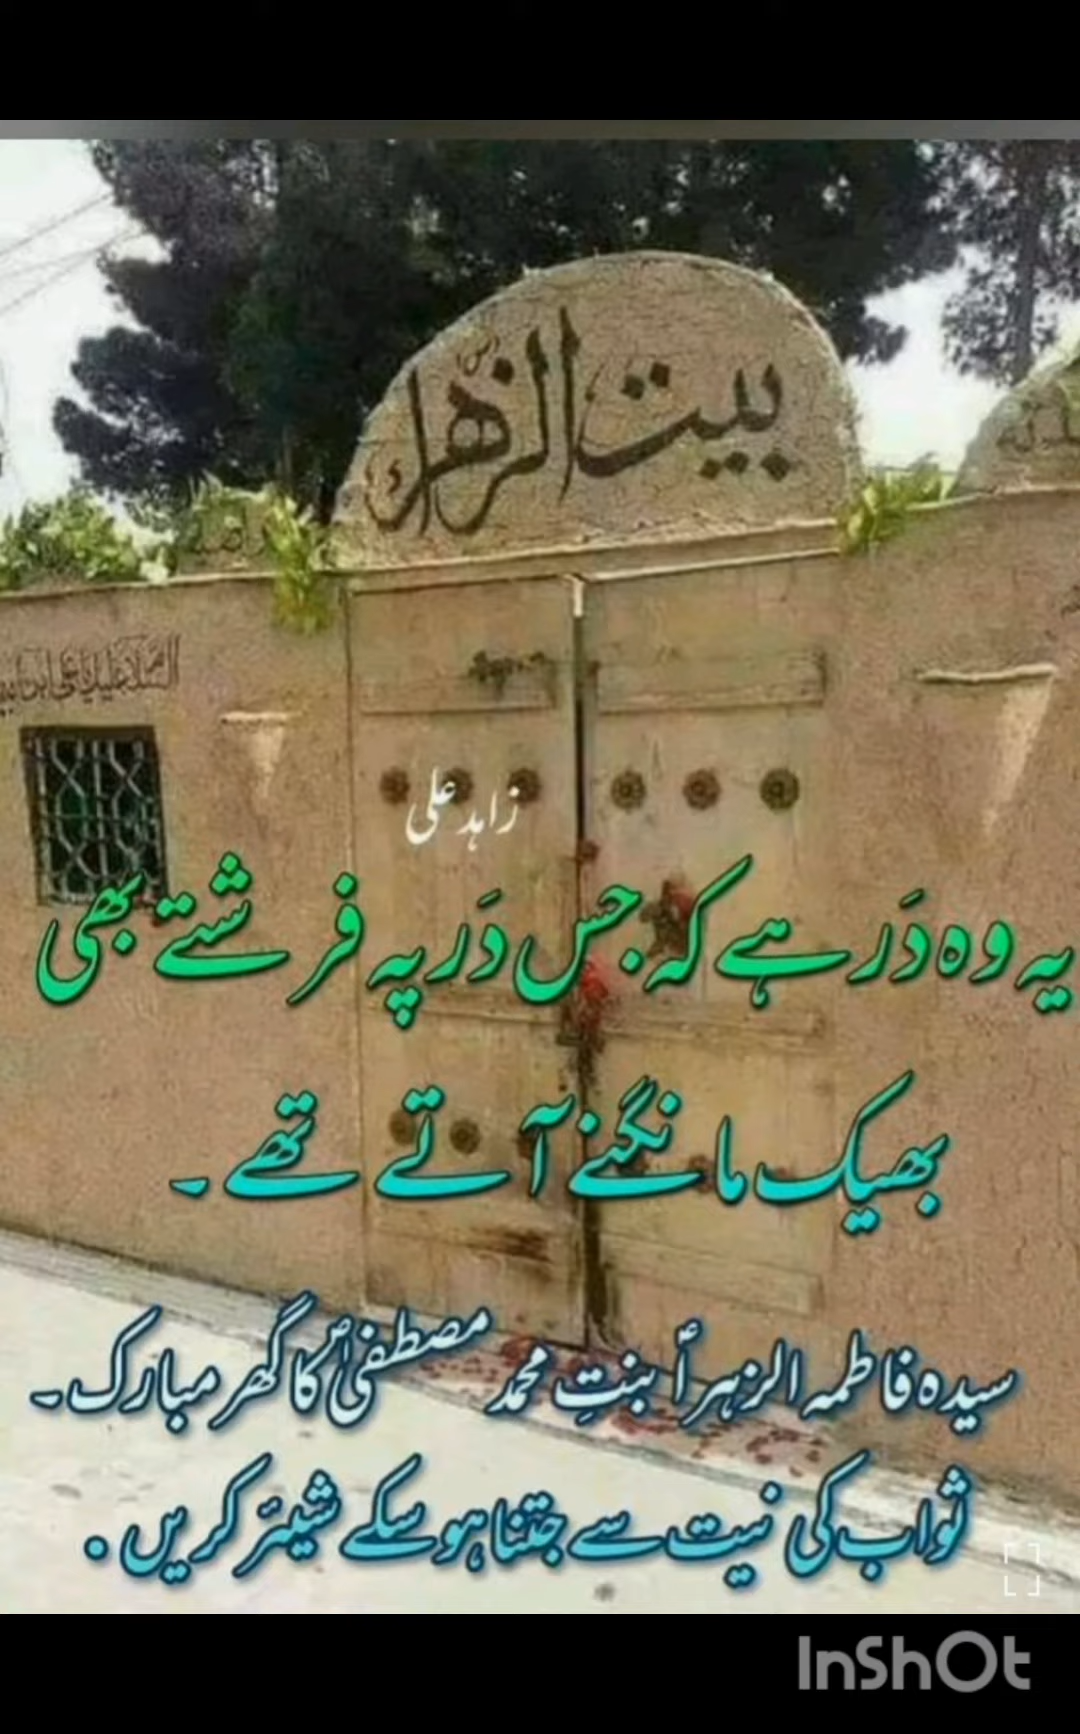 بیت الزهرا
زاہد علی
یہ وہ دَر ہے کہ جس دَر پہ فرشتے بھی
بھیک مانگنے آتے تھے۔
سیدہ فاطمہ الزہراؑ بنتِ محمد مصطفیٰؐ کا گھر مبارک۔
ثواب کی نیت سے جتنا ہو سکے شیئر کریں.
InShOt